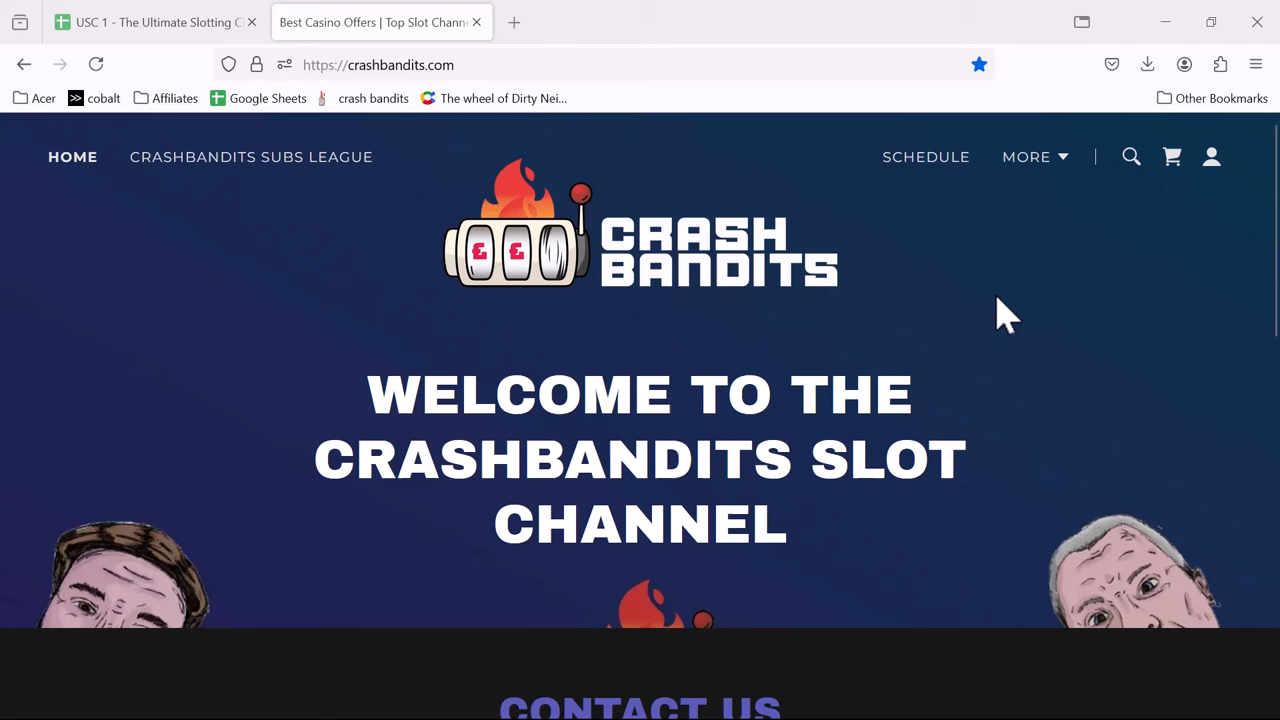 USC 1 - The Ultimate Slotting C
Best Casino Offers | Top Slot Chann
https://crashbandits.com
Acer
cobalt
Affiliates
Google Sheets
crash bandits
The wheel of Dirty Nei...
Other Bookmarks
HOME
CRASHBANDITS SUBS LEAGUE
SCHEDULE
MORE
£ £
CRASH
BANDITS
WELCOME TO THE
CRASHBANDITS SLOT
CHANNEL
CONTACT US